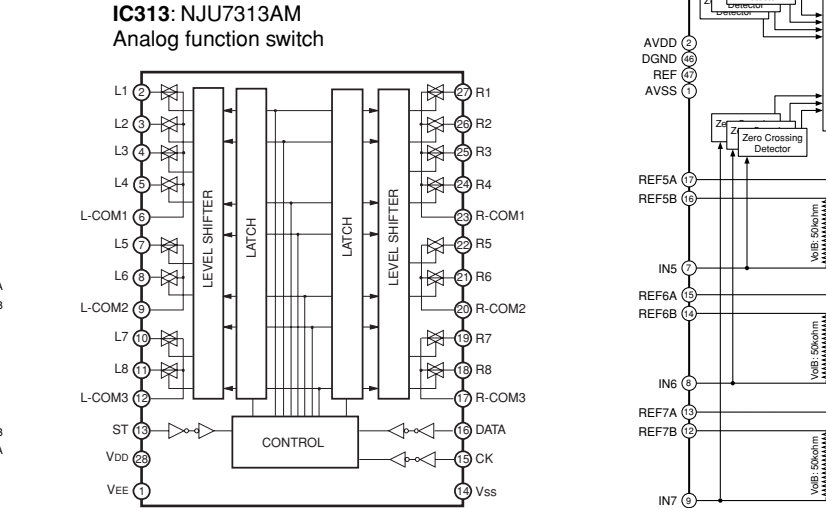 IC313: NJU7313AM
Analog function switch
L1 2
L2 3
L3 4
L4 5
L-COM1 6
L5 7
L6 8
L-COM2 9
L7 10
L8 11
L-COM3 12
ST 13
VDD 28
VEE 1
LEVEL SHIFTER
LATCH
LATCH
LEVEL SHIFTER
CONTROL
27 R1
26 R2
25 R3
24 R4
23 R-COM1
22 R5
21 R6
20 R-COM2
19 R7
18 R8
17 R-COM3
16 DATA
15 CK
14 VSS
Detector
Detector
AVDD 2
DGND 46
REF 47
AVSS 1
Ze
Z
Zero Crossing
Detector
REF5A 17
REF5B 16
VolB: 50kohm
IN5 7
REF6A 15
REF6B 14
VolB: 50kohm
IN6 8
REF7A 13
REF7B 12
VolB: 50kohm
IN7 9